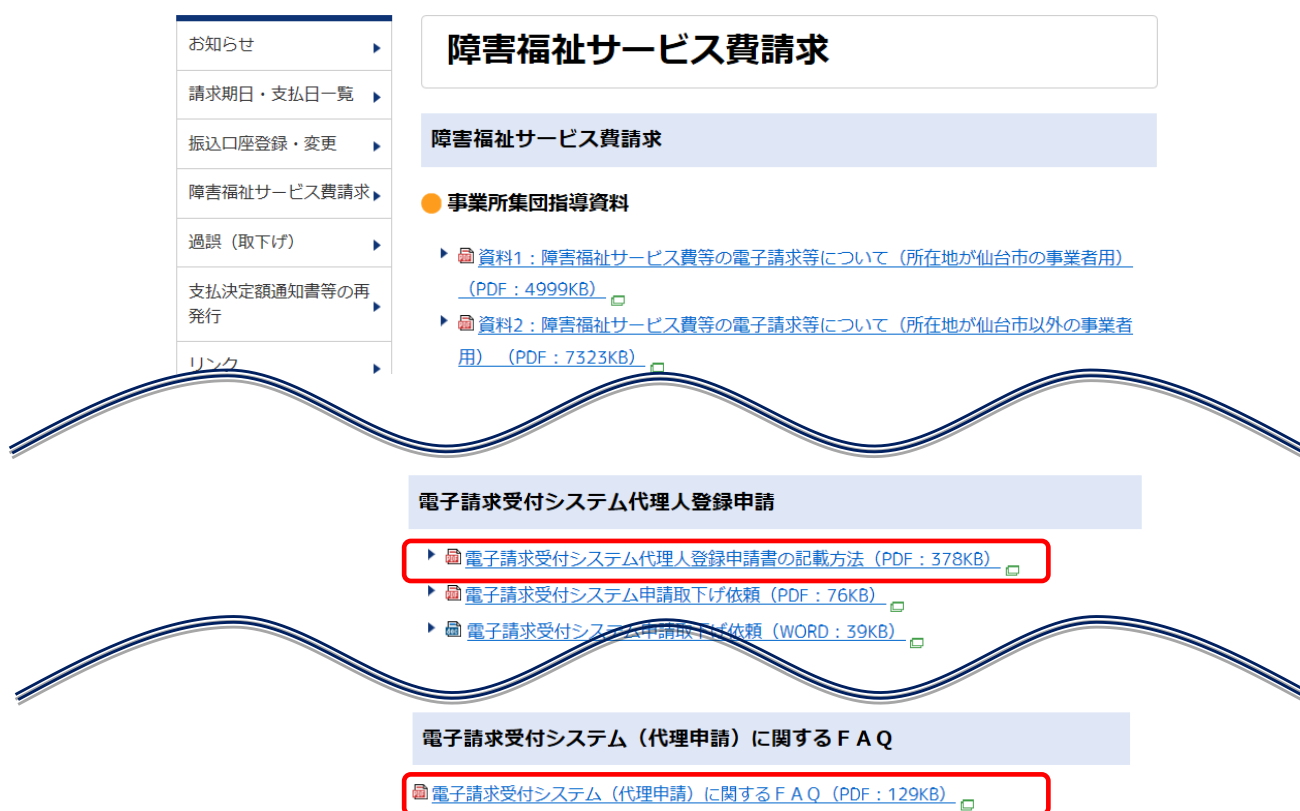 お知らせ
請求期日・支払日一覧
振込口座登録・変更
障害福祉サービス費請求
過誤（取下げ）
支払決定額通知書等の再
発行
リンク
障害福祉サービス費請求
障害福祉サービス費請求
事業所集団指導資料
資料1：障害福祉サービス費等の電子請求等について（所在地が仙台市の事業者用）
（PDF：4999KB）
資料2：障害福祉サービス費等の電子請求等について（所在地が仙台市以外の事業者
用）（PDF：7323KB）
電子請求受付システム代理人登録申請
電子請求受付システム代理人登録申請書の記載方法（PDF：378KB）
電子請求受付システム申請取下げ依頼（PDF：76KB）
電子請求受付システム申請取下げ依頼（WORD：39KB）
電子請求受付システム（代理申請）に関するＦＡＱ
電子請求受付システム（代理申請）に関するＦＡＱ（PDF：129KB）